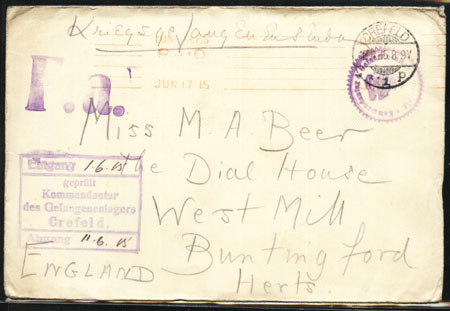 Kriegsgefangenensendung
CREFELD
JUN 17 15
F.a.
Miss M. A. Beer
The Dial House
West Mill
Buntingford
Herts.
ENGLAND
Eingang 1.6.15
geprüft
Kommandantur
des Gefangenenlagers
Crefeld.
Abgang 11.6.15